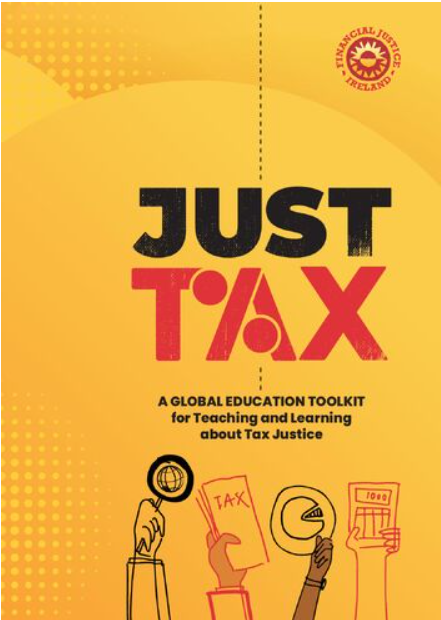 FINANCIAL JUSTICE
IRELAND
JUST
TAX
A GLOBAL EDUCATION TOOLKIT
for Teaching and Learning
about Tax Justice
TAX
1000